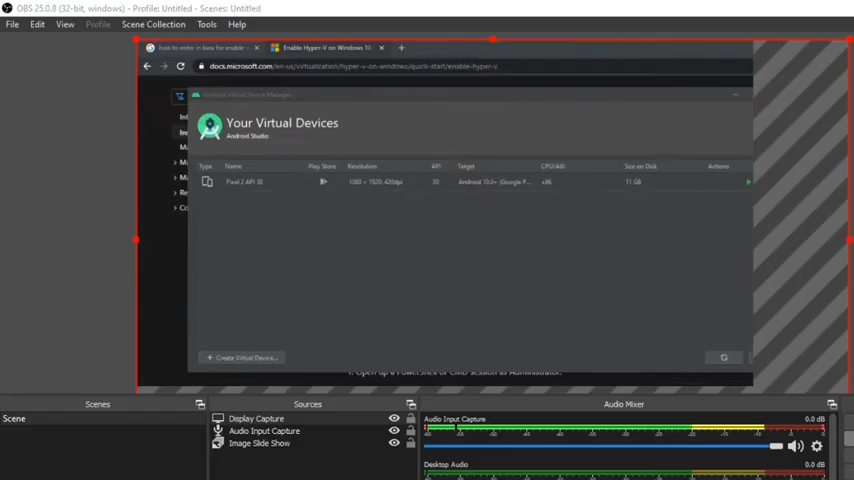 OBS 25.0.8 (32-bit, windows) - Profile: Untitled - Scenes: Untitled
File Edit View Profile Scene Collection Tools Help
how to enter in bios for enable Enable Hyper-V on Windows 10
docs.microsoft.com/en-us/virtualization/hyper-v-on-windows/quick-start/enable-hyper-v
Android Virtual Device Manager
Your Virtual Devices
Android Studio
Type Name Play Store Resolution API Target CPU/ABI Size on Disk Actions
Pixel 2 API 30 1080 × 1920: 420dpi 30 Android 10.0+ (Google P... x86 11 GB
Ma
Re
Co
+ Create Virtual Device...
1. Open up a PowerShell or CMD session as Administrator.
Scenes Sources Audio Mixer
Scene
Display Capture
Audio Input Capture
Image Slide Show
Audio Input Capture 0.0 dB
Desktop Audio 0.0 dB